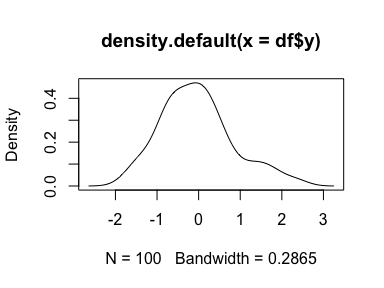 density.default(x = df$y)
Density
0.4
0.2
0.0
-2 -1 0 1 2 3
N = 100 Bandwidth = 0.2865